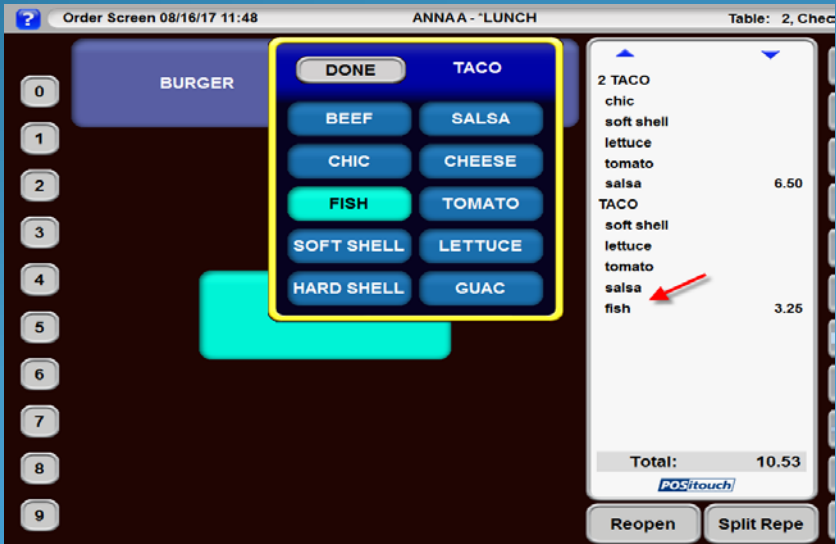 ? Order Screen 08/16/17 11:48 ANNA A - *LUNCH Table: 2, Chec
0
1
2
3
4
5
6
7
8
9
BURGER
DONE TACO
BEEF SALSA
CHIC CHEESE
FISH TOMATO
SOFT SHELL LETTUCE
HARD SHELL GUAC
2 TACO
chic
soft shell
lettuce
tomato
salsa 6.50
TACO
soft shell
lettuce
tomato
salsa
fish 3.25
Total: 10.53
POSitouch
Reopen Split Repe